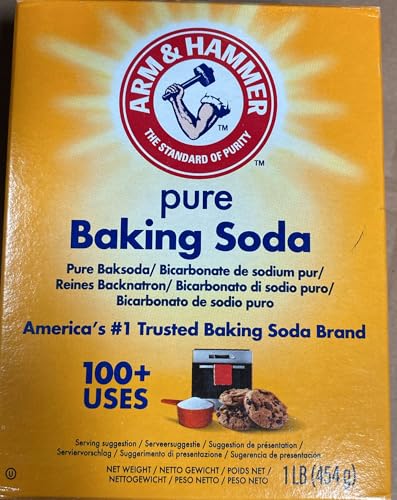 ARM & HAMMER
THE STANDARD OF PURITY
TM
TM
pure
Baking Soda
Pure Baksoda/ Bicarbonate de sodium pur/
Reines Backnatron/ Bicarbonato di sodio puro/
Bicarbonato de sodio puro
America's #1 Trusted Baking Soda Brand
100+
USES
Serving suggestion / Serveersuggestie / Suggestion de présentation/
Serviervorschlag / Suggerimento di presentazione / Sugerencia de presentación
U
NET WEIGHT / NETTO GEWICHT / POIDS NET /
NETTOGEWICHT / PESO NETTO / PESO NETO
1 LB (454 g)